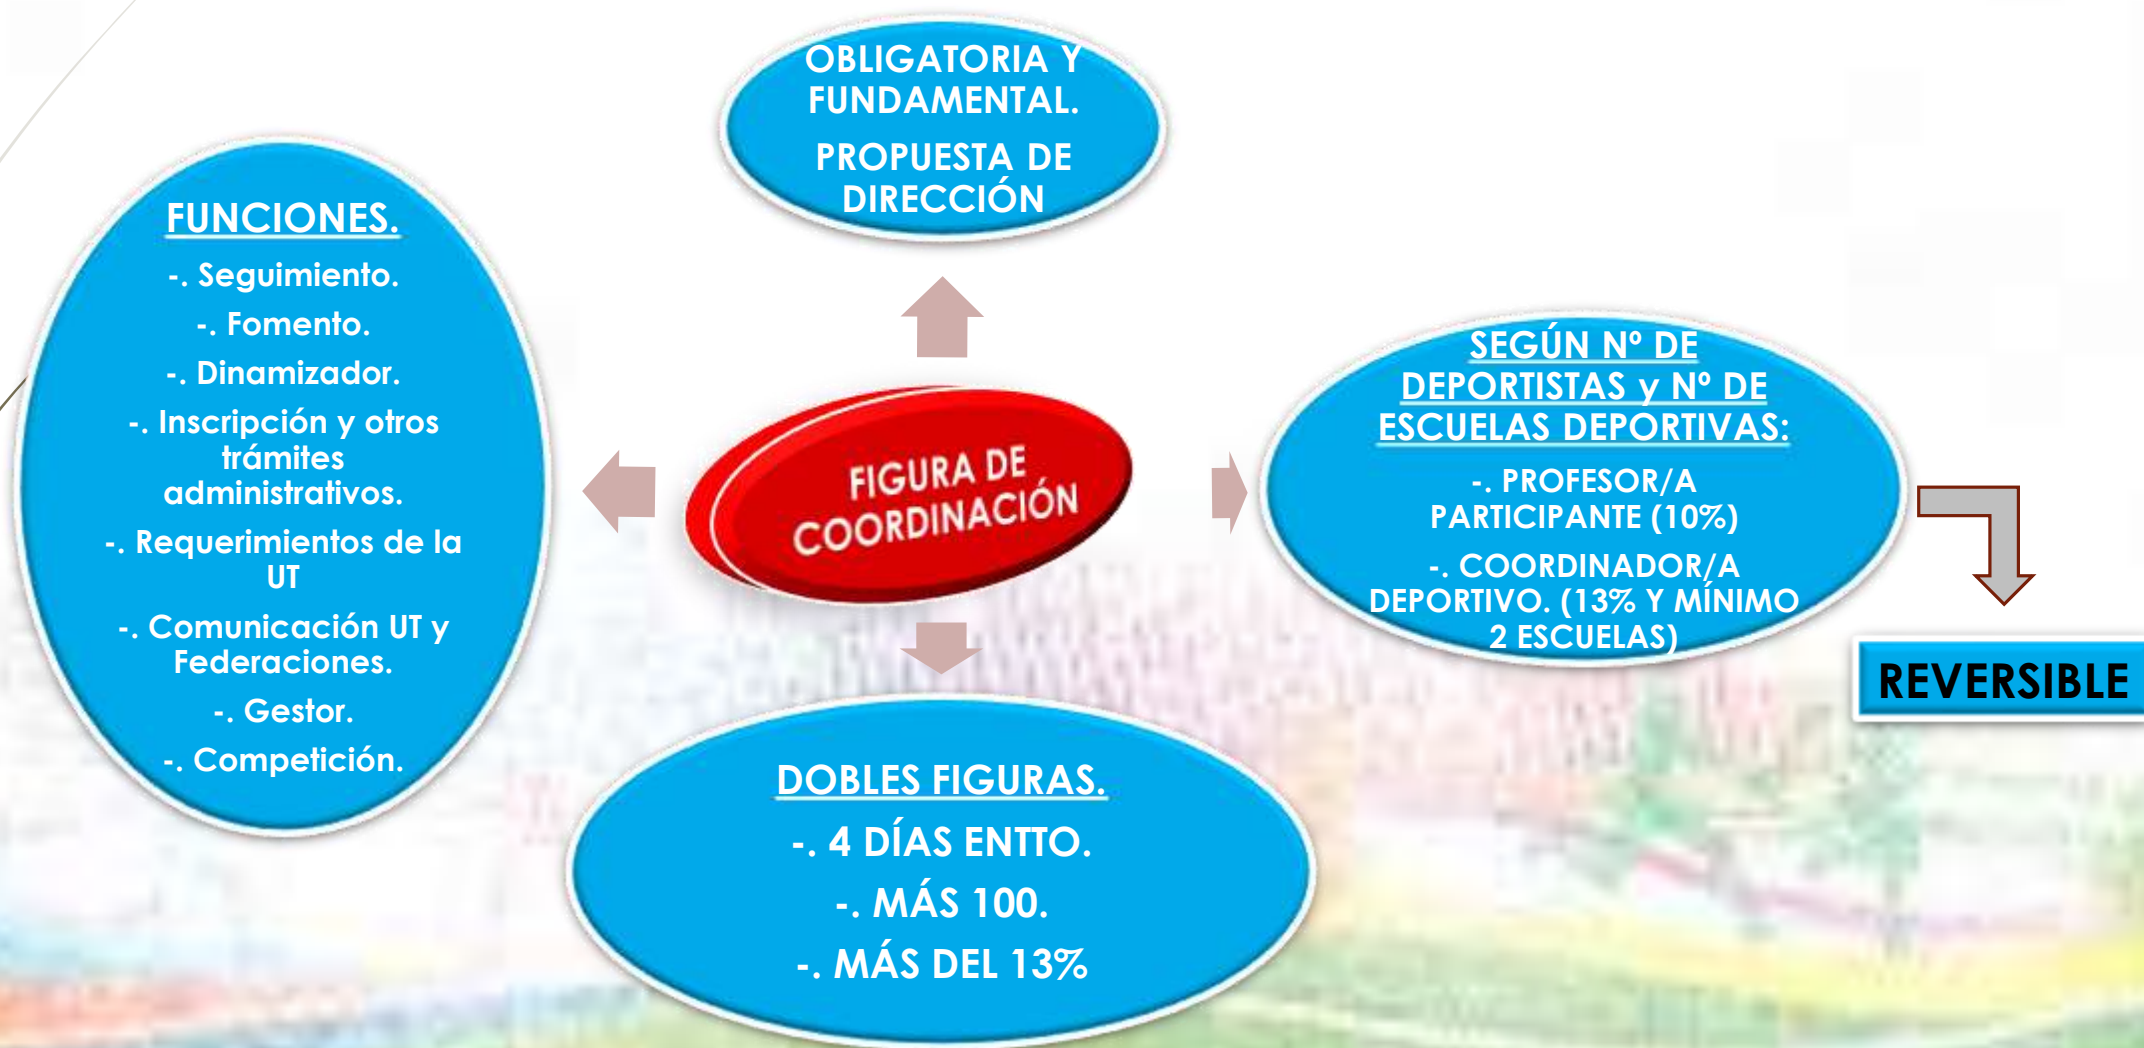 OBLIGATORIA Y
FUNDAMENTAL.
PROPUESTA DE
DIRECCIÓN
FUNCIONES.
-. Seguimiento.
-. Fomento.
-. Dinamizador.
-. Inscripción y otros
trámites
administrativos.
-. Requerimientos de la
UT
-. Comunicación UT y
Federaciones.
-. Gestor.
-. Competición.
FIGURA DE
COORDINACIÓN
SEGÚN Nº DE
DEPORTISTAS y Nº DE
ESCUELAS DEPORTIVAS:
-. PROFESOR/A
PARTICIPANTE (10%)
-. COORDINADOR/A
DEPORTIVO. (13% Y MÍNIMO
2 ESCUELAS)
REVERSIBLE
DOBLES FIGURAS.
-. 4 DÍAS ENTTO.
-. MÁS 100.
-. MÁS DEL 13%